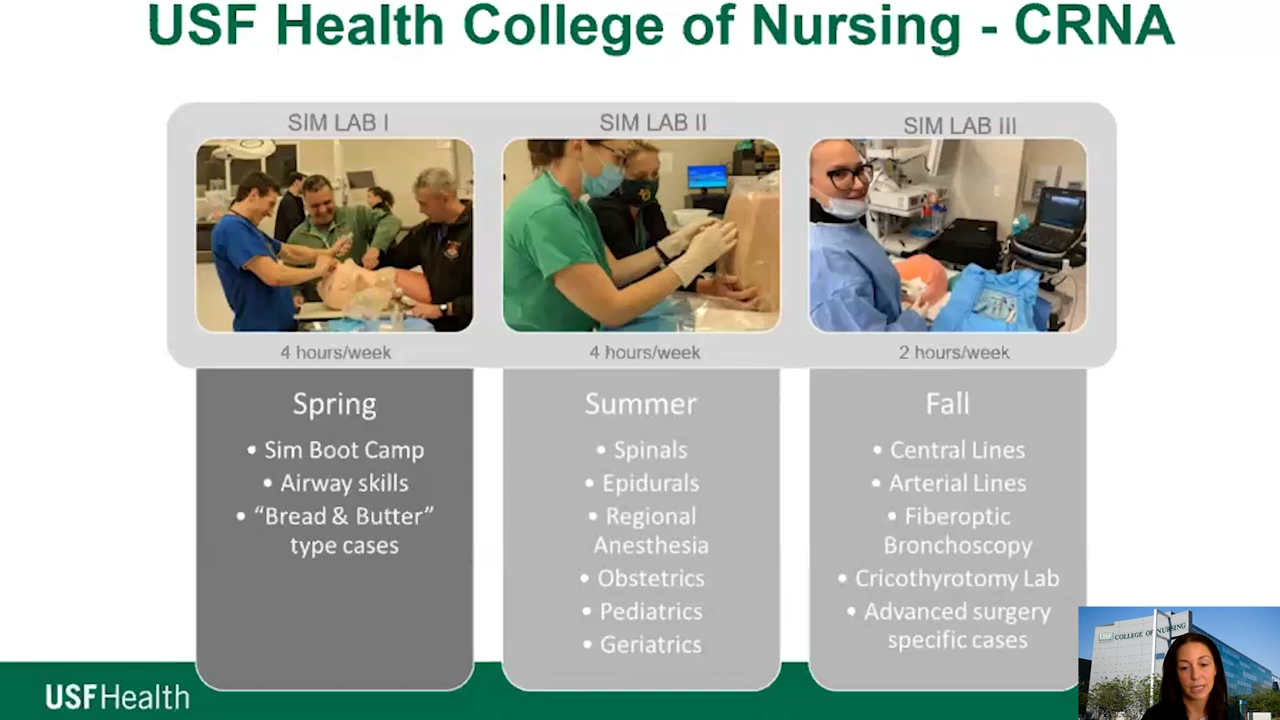 USF Health College of Nursing - CRNA
SIM LAB I
SIM LAB II
SIM LAB III
4 hours/week
4 hours/week
2 hours/week
Spring
• Sim Boot Camp
• Airway skills
• “Bread & Butter”
type cases
Summer
• Spinals
• Epidurals
• Regional
Anesthesia
• Obstetrics
• Pediatrics
• Geriatrics
Fall
• Central Lines
• Arterial Lines
• Fiberoptic
Bronchoscopy
• Cricothyrotomy Lab
• Advanced surgery
specific cases
USF COLLEGE OF NURSING
USF Health